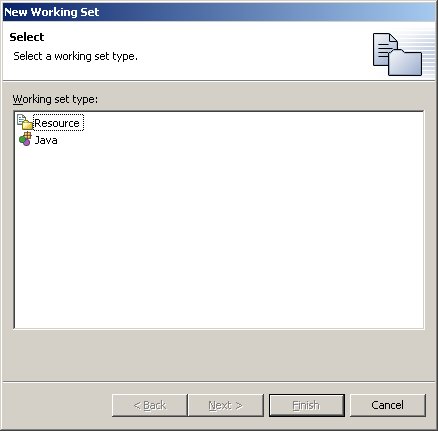 New Working Set
Select
Select a working set type.
Working set type:
Resource
Java
< Back
Next >
Finish
Cancel